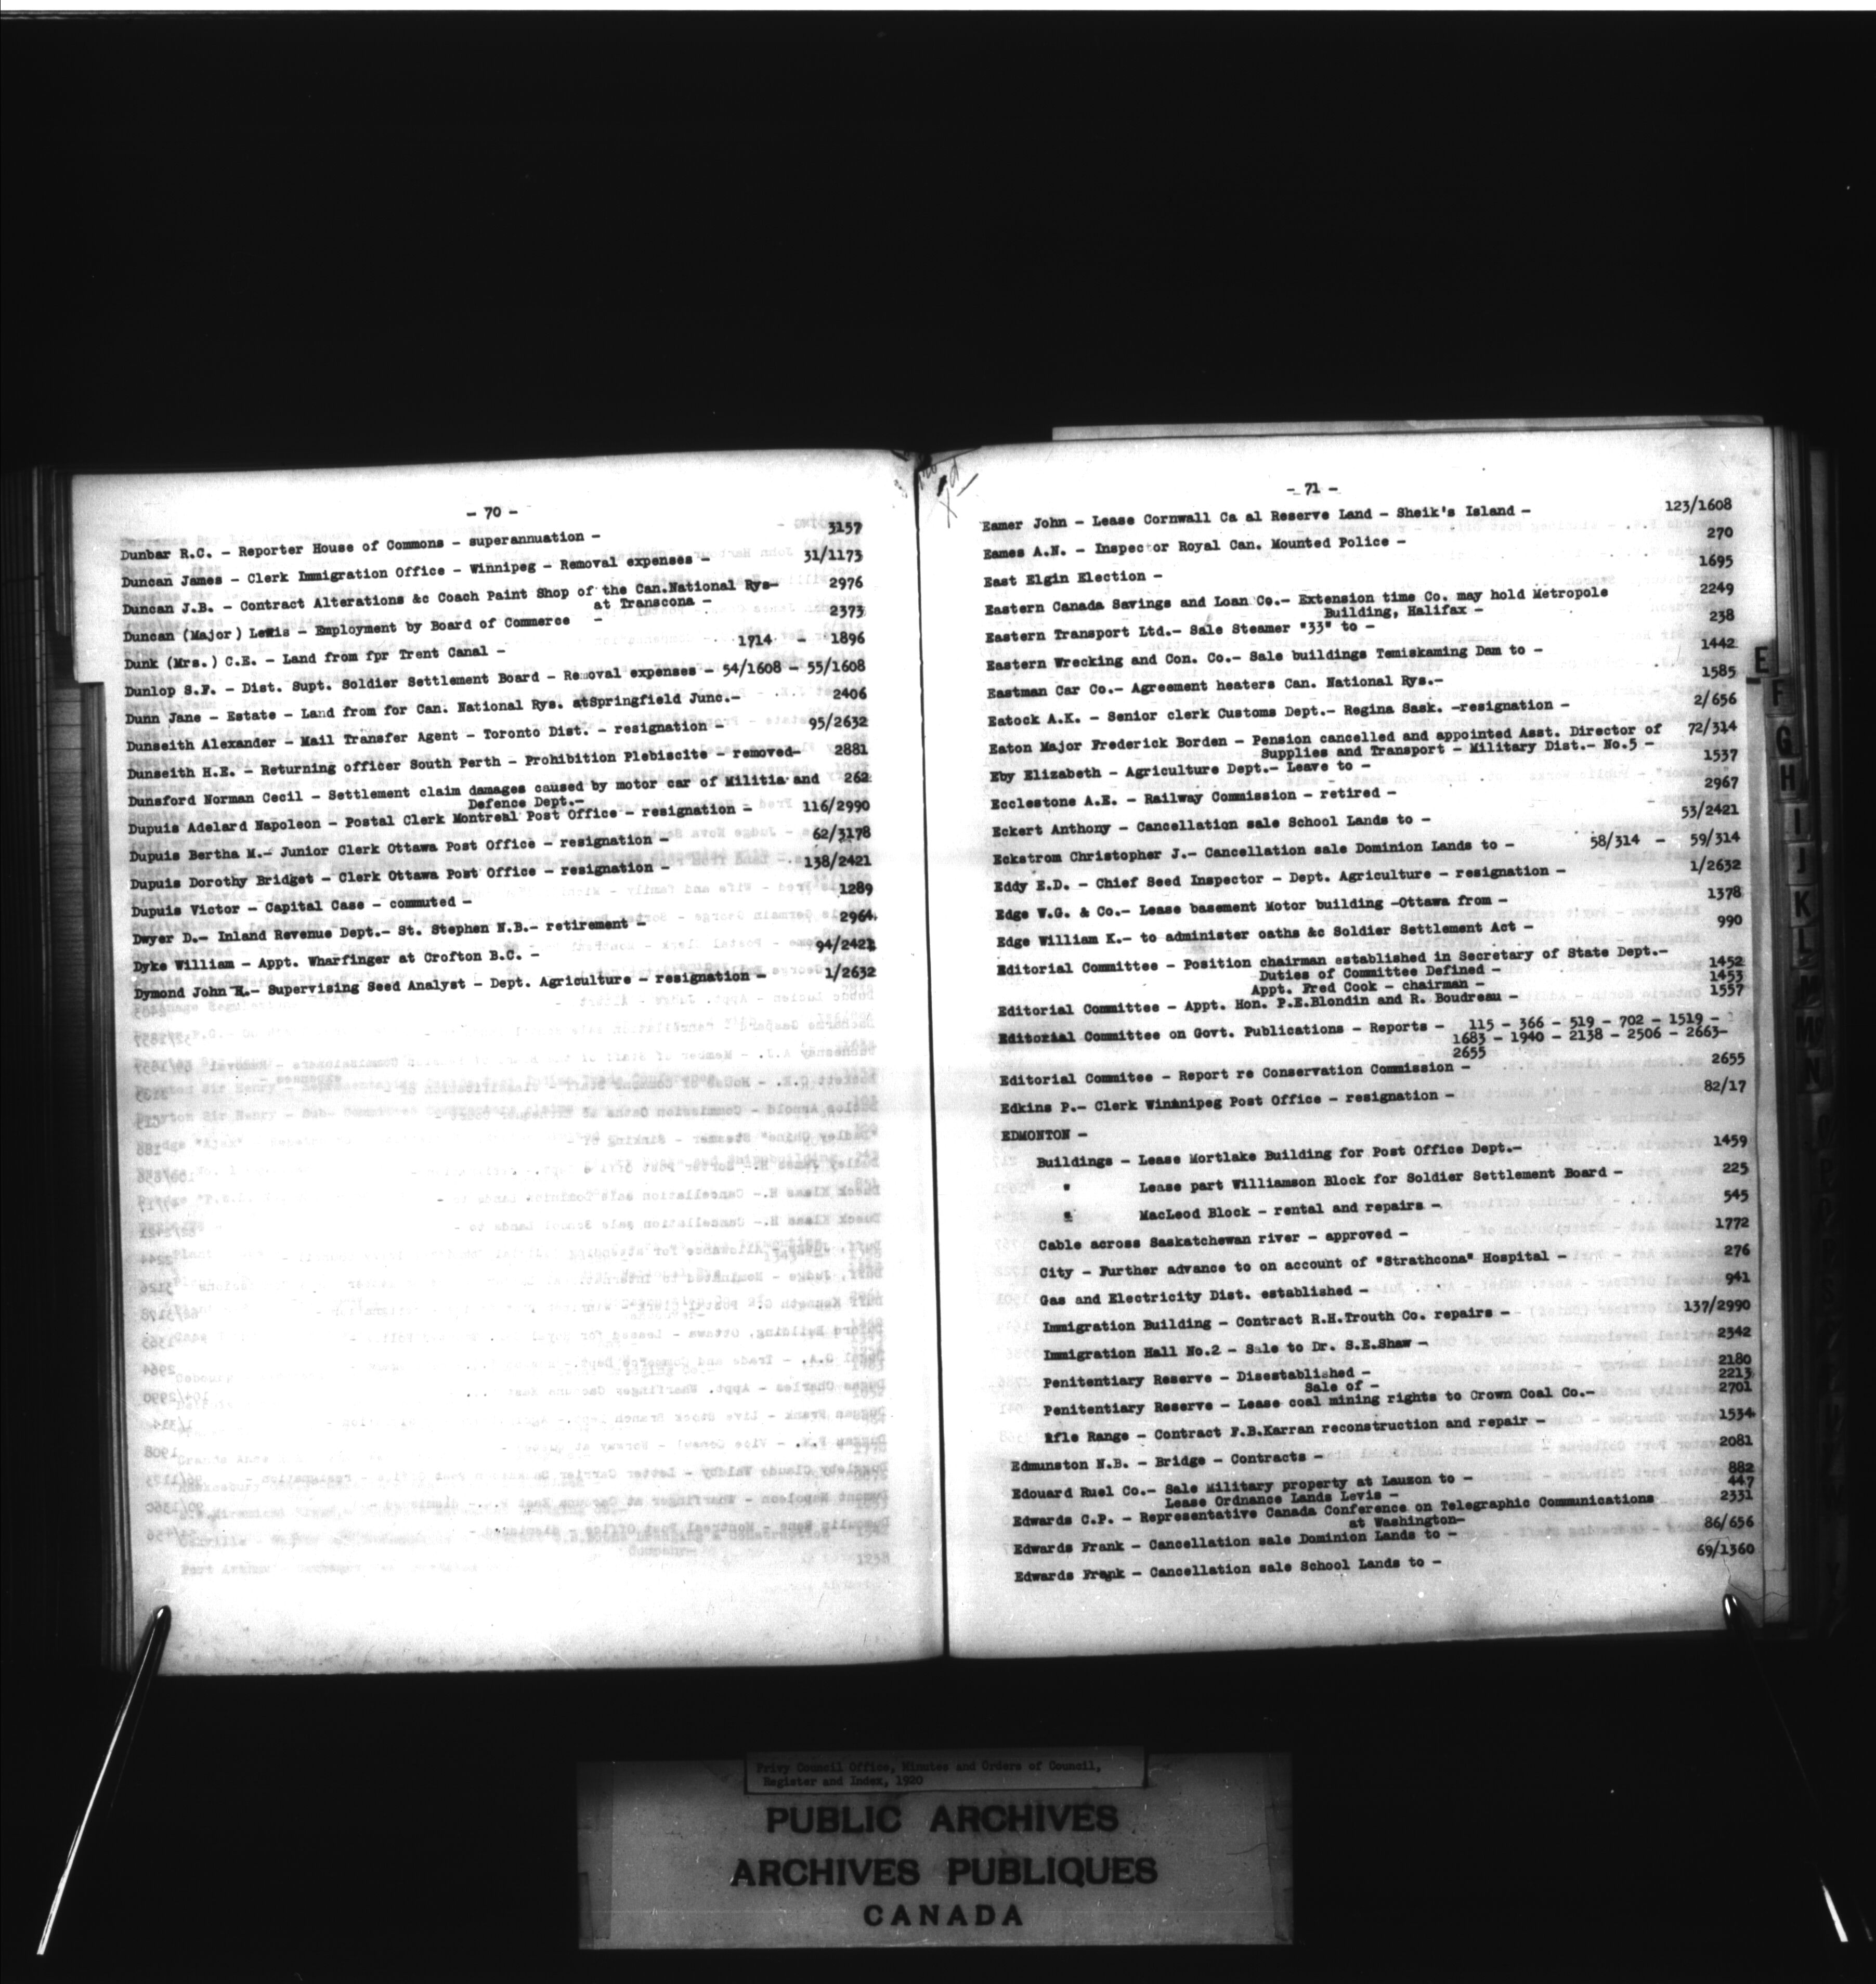 - 70 -
Dunbar R.C. - Reporter House of Commons - superannuation - 3157
Duncan James - Clerk Immigration Office - Winnipeg - Removal expenses - 31/1173
Duncan J.B. - Contract Alterations &c Coach Paint Shop of the Can.National Rys- 2976
at Transcona -
Duncan (Major) Lewis - Employment by Board of Commerce - 2373
Dunk (Mrs.) C.E. - Land from fpr Trent Canal - 1914 - 1896
Dunlop S.F. - Dist. Supt. Soldier Settlement Board - Removal expenses - 54/1608 - 55/1608
Dunn Jane - Estate - Land from for Can. National Rys. atSpringfield Junc.- 2406
Dunseith Alexander - Mail Transfer Agent - Toronto Dist. - resignation - 95/2632
Dunseith H.E. - Returning officer South Perth - Prohibition Plebiscite - removed- 2881
Dunsford Norman Cecil - Settlement claim damages caused by motor car of Militia and 262
Defence Dept.-
Dupuis Adelard Napoleon - Postal Clerk Montreal Post Office - resignation - 116/2990
Dupuis Bertha M.- Junior Clerk Ottawa Post Office - resignation - 62/3178
Dupuis Dorothy Bridget - Clerk Ottawa Post Office - resignation - 138/2421
Dupuis Victor - Capital Case - commuted - 1289
Dwyer D.- Inland Revenue Dept.- St. Stephen N.B.- retirement - 2964
Dyke William - Appt. Wharfinger at Crofton B.C. - 94/2421
Dymond John R.- Supervising Seed Analyst - Dept. Agriculture - resignation - 1/2632
- 71 -
Eamer John - Lease Cornwall Ca al Reserve Land - Sheik's Island - 123/1608
Eames A.N. - Inspector Royal Can. Mounted Police - 270
East Elgin Election - 1695
Eastern Canada Savings and Loan Co.- Extension time Co. may hold Metropole 2249
Building, Halifax -
Eastern Transport Ltd.- Sale Steamer "33" to - 238
Eastern Wrecking and Con. Co.- Sale buildings Temiskaming Dam to - 1442
Eastman Car Co.- Agreement heaters Can. National Rys.- 1585
Eatock A.K. - Senior clerk Customs Dept.- Regina Sask. -resignation - 2/656
Eaton Major Frederick Borden - Pension cancelled and appointed Asst. Director of 72/314
Supplies and Transport - Military Dist.- No.5 -
Eby Elizabeth - Agriculture Dept.- Leave to - 1537
Ecclestone A.E. - Railway Commission - retired - 2967
Eckert Anthony - Cancellation sale School Lands to - 53/2421
Eckstrom Christopher J.- Cancellation sale Dominion Lands to - 58/314 - 59/314
Eddy E.D. - Chief Seed Inspector - Dept. Agriculture - resignation - 1/2632
Edge W.G. & Co.- Lease basement Motor building -Ottawa from - 1378
Edge William K.- to administer oaths &c Soldier Settlement Act - 990
Editorial Committee - Position chairman established in Secretary of State Dept.- 1452
Duties of Committee Defined - 1453
Appt. Fred Cook - chairman - 1557
Editorial Committee - Appt. Hon. P.E.Blondin and R. Boudreau -
Editorial Committee on Govt. Publications - Reports - 115 - 366 - 519 - 702 - 1519 -
1683 - 1940 - 2138 - 2506 - 2663-
2655
Editorial Commitee - Report re Conservation Commission - 2655
Edkins P.- Clerk Winnipeg Post Office - resignation - 82/17
EDMONTON -
Buildings - Lease Mortlake Building for Post Office Dept.- 1459
" Lease part Williamson Block for Soldier Settlement Board - 225
" MacLeod Block - rental and repairs - 545
Cable across Saskatchewan river - approved - 1772
City - Further advance to on account of "Strathcona" Hospital - 276
Gas and Electricity Dist. established - 941
Immigration Building - Contract R.H.Trouth Co. repairs - 137/2990
Immigration Hall No.2 - Sale to Dr. S.E.Shaw - 2342
Penitentiary Reserve - Disestablished - 2180
Sale of - 2213
Penitentiary Reserve - Lease coal mining rights to Crown Coal Co.- 2701
Rfle Range - Contract F.B.Karran reconstruction and repair - 1534
Edmunston N.B. - Bridge - Contracts - 2081
Edouard Ruel Co.- Sale Military property at Lauzon to - 882
Lease Ordnance Lands Levis - 447
Edwards C.P. - Representative Canada Conference on Telegraphic Communications 2331
at Washington-
Edwards Frank - Cancellation sale Dominion Lands to - 86/656
Edwards Frank - Cancellation sale School Lands to - 69/1360
E
F
G
H
I
J
K
L
M
Mc
N
Privy Council Office, Minutes and Orders of Council,
Register and Index, 1920
PUBLIC ARCHIVES
ARCHIVES PUBLIQUES
CANADA